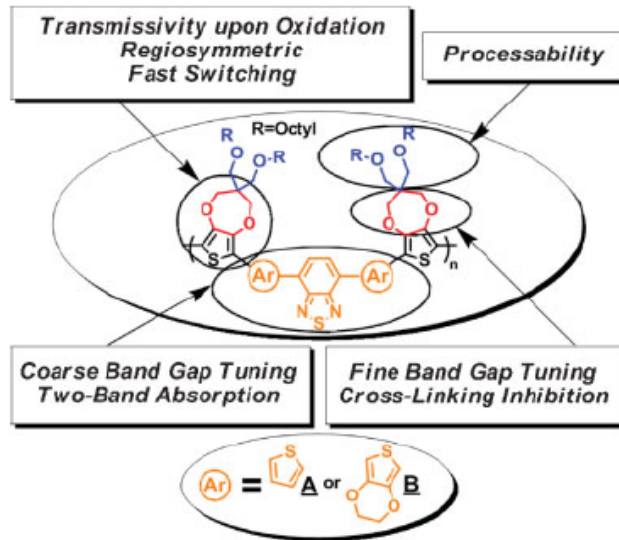 Transmissivity upon Oxidation
Regiosymmetric
Fast Switching
Processability
R=Octyl
R
O
O-R
R
O
O-R
O
O
O
O
S
S
n
Ar
Ar
N
N
S
Coarse Band Gap Tuning
Two-Band Absorption
Fine Band Gap Tuning
Cross-Linking Inhibition
Ar = S A or S O O B